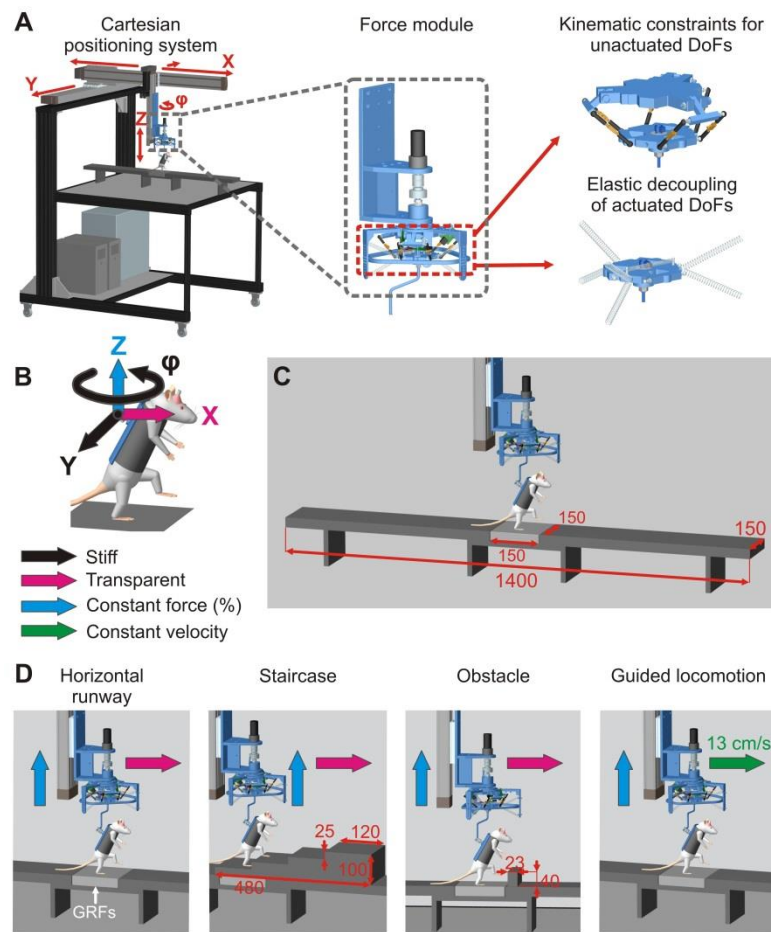 A
Cartesian
positioning system
Force module
Kinematic constraints for
unactuated DoFs
X
Y
Z
φ
Elastic decoupling
of actuated DoFs
B
Z
φ
X
Y
Stiff
Transparent
Constant force (%)
Constant velocity
C
150
150
150
1400
D
Horizontal
runway
Staircase
Obstacle
Guided locomotion
13 cm/s
25
120
100
480
23
40
GRFs